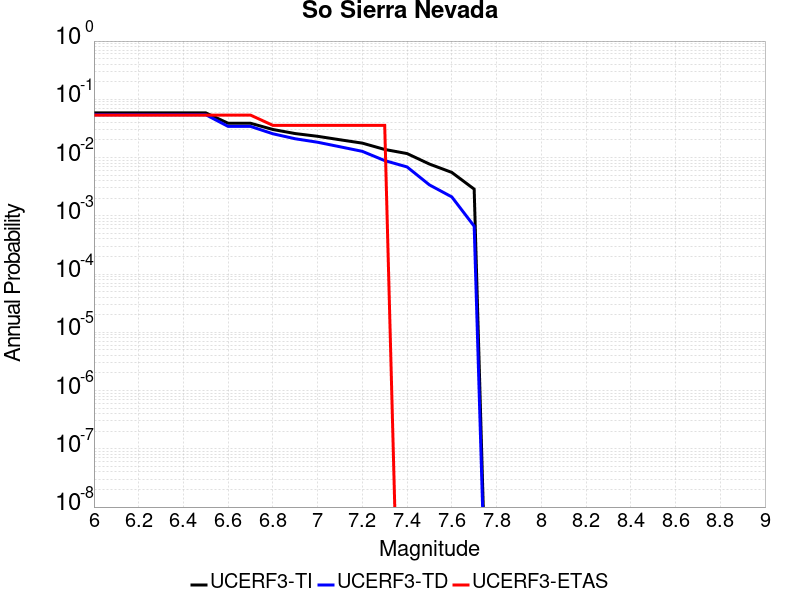 So Sierra Nevada
10 0
10 -1
10 -2
10 -3
10 -4
10 -5
10 -6
10 -7
10 -8
Annual Probability
6 6.2 6.4 6.6 6.8 7 7.2 7.4 7.6 7.8 8 8.2 8.4 8.6 8.8 9
Magnitude
UCERF3-TI UCERF3-TD UCERF3-ETAS